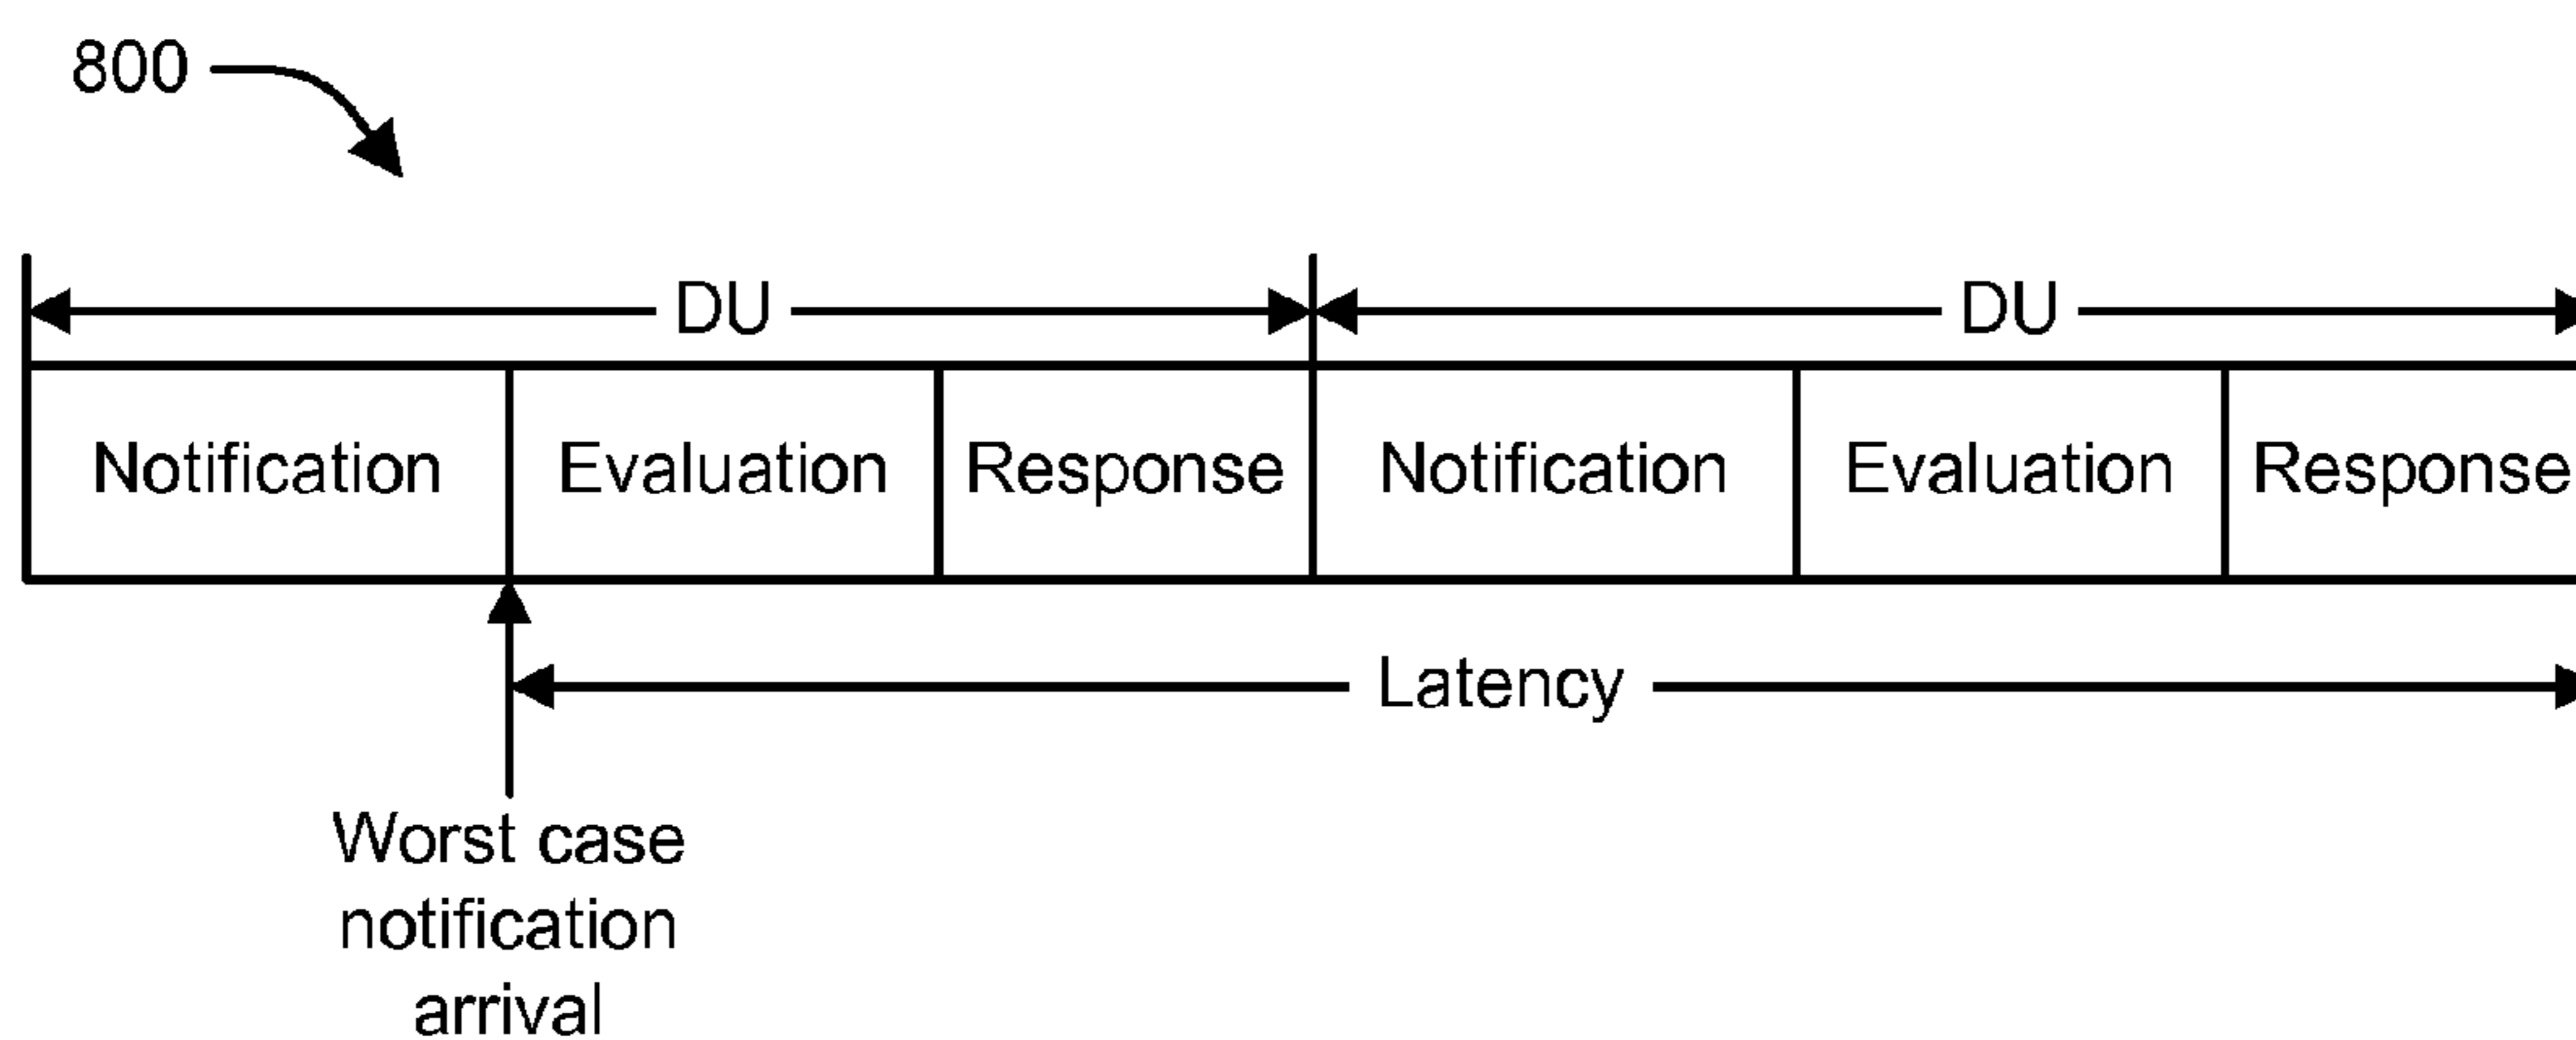 800
DU DU
Notification Evaluation Response Notification Evaluation Response
Latency
Worst case
notification
arrival